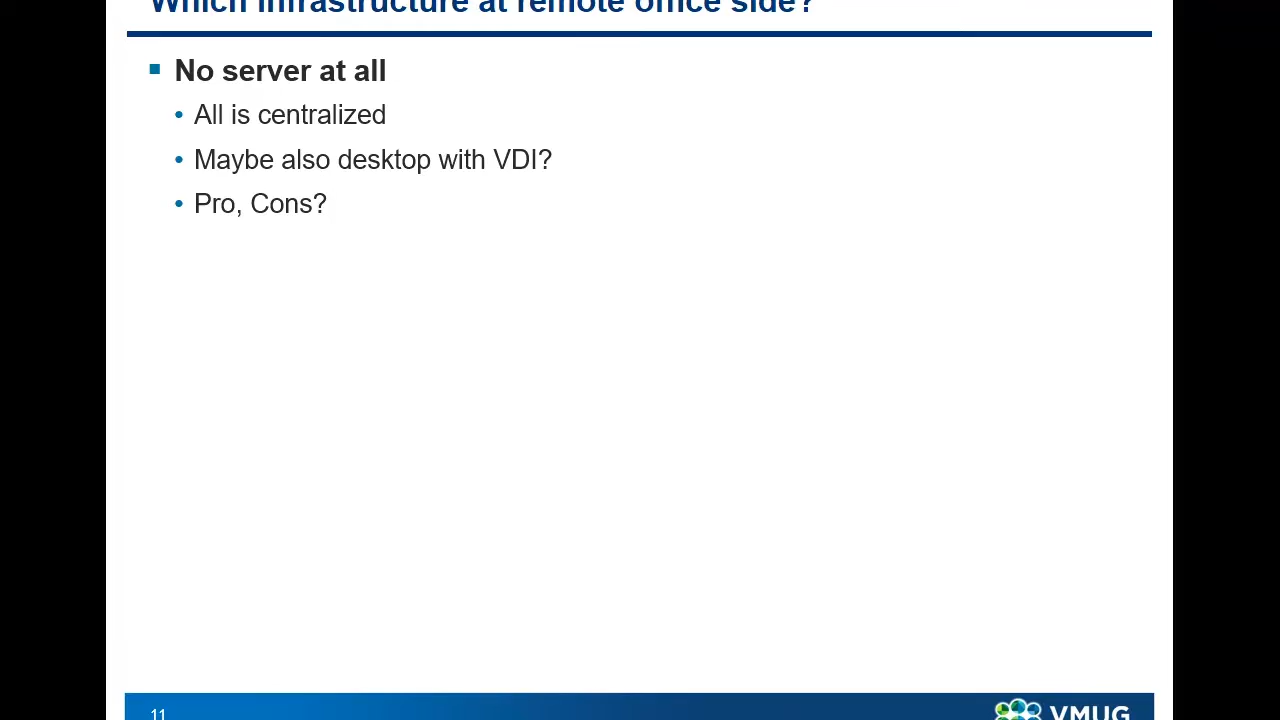 Which infrastructure at remote office side?
No server at all
All is centralized
Maybe also desktop with VDI?
Pro, Cons?
11
VMUG